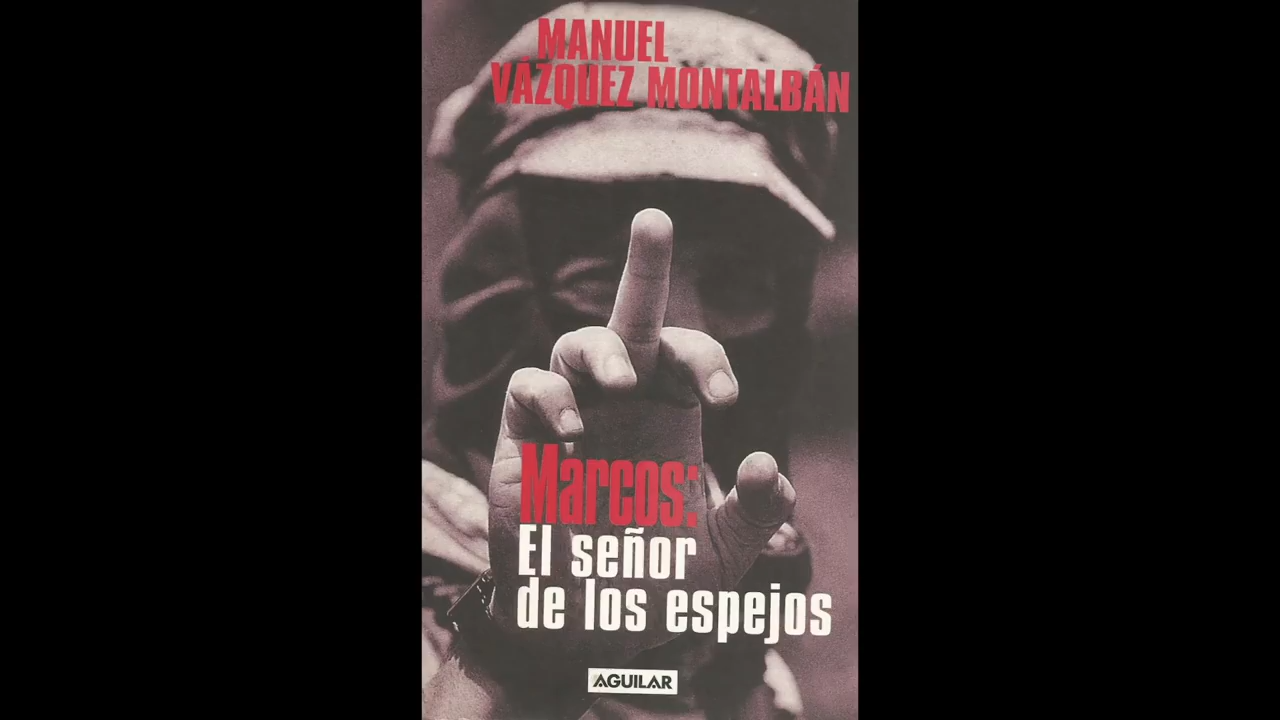 MANUEL
VÁZQUEZ MONTALBÁN
Marcos:
El señor
de los espejos
AGUILAR